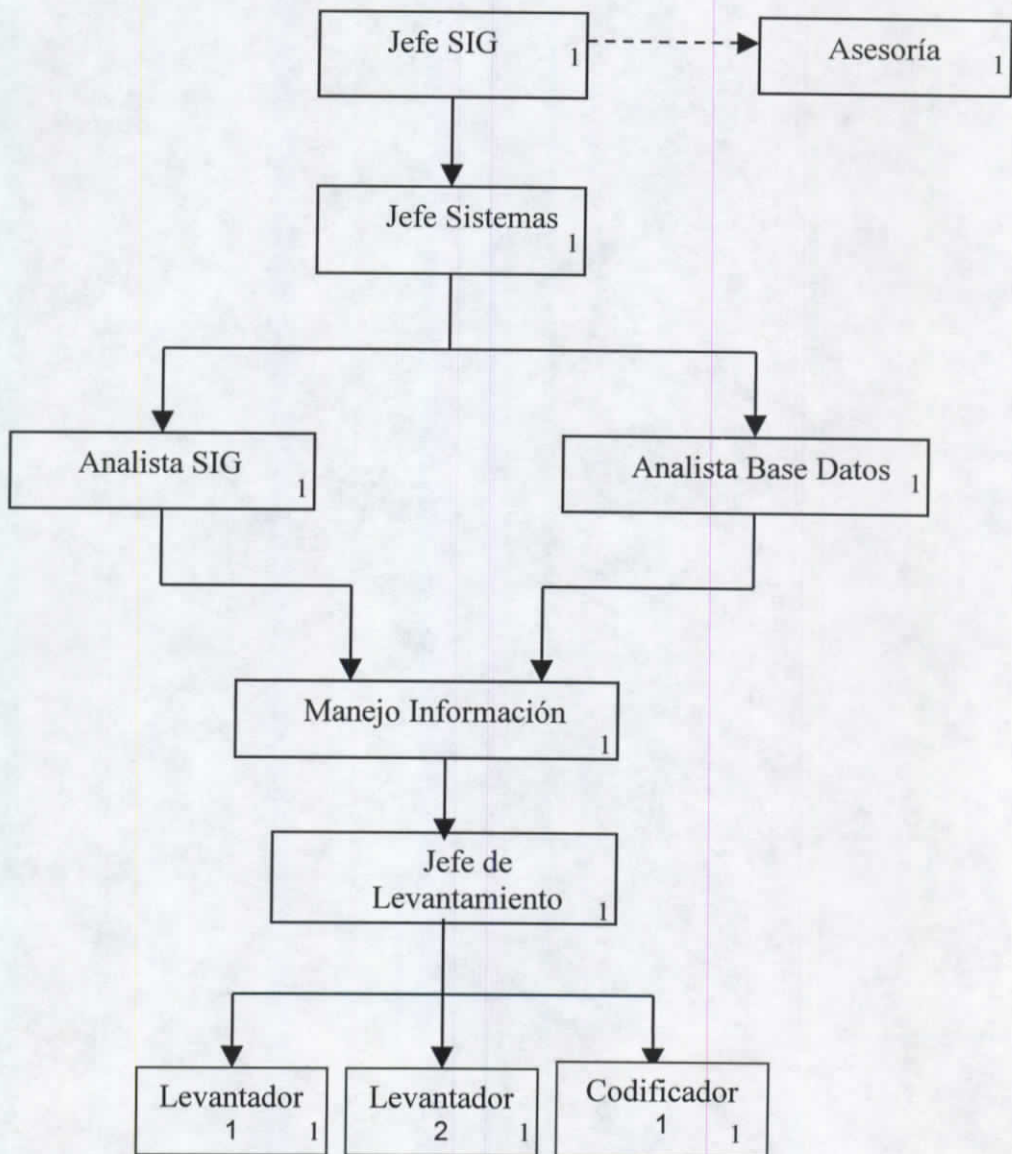 Jefe SIG
1
Asesoría
1
Jefe Sistemas
1
Analista SIG
1
Analista Base Datos
1
Manejo Información
1
Jefe de
Levantamiento
1
Levantador
1 1
Levantador
2 1
Codificador
1 1